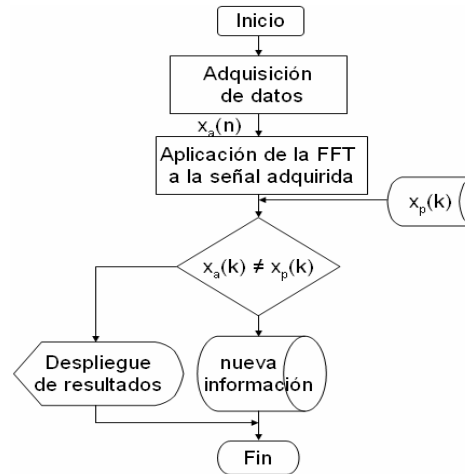 Inicio
Adquisición
de datos
xₐ(n)
Aplicación de la FFT
a la señal adquirida
xₚ(k)
xₐ(k) ≠ xₚ(k)
Despliegue
de resultados
nueva
información
Fin